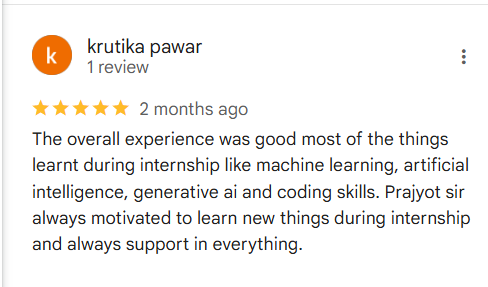 k
krutika pawar
1 review
2 months ago
The overall experience was good most of the things
learnt during internship like machine learning, artificial
intelligence, generative ai and coding skills. Prajyot sir
always motivated to learn new things during internship
and always support in everything.